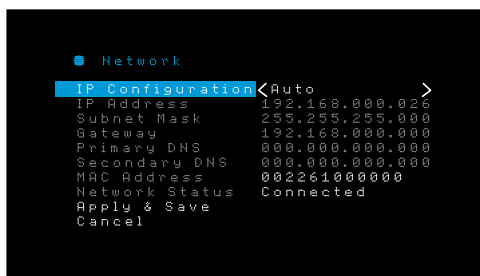 Network
IP Configuration Auto
IP Address 192.168.000.026
Subnet Mask 255.255.255.000
Gateway 192.168.000.000
Primary DNS 000.000.000.000
Secondary DNS 000.000.000.000
MAC Address 002261000000
Network Status Connected
Apply & Save
Cancel